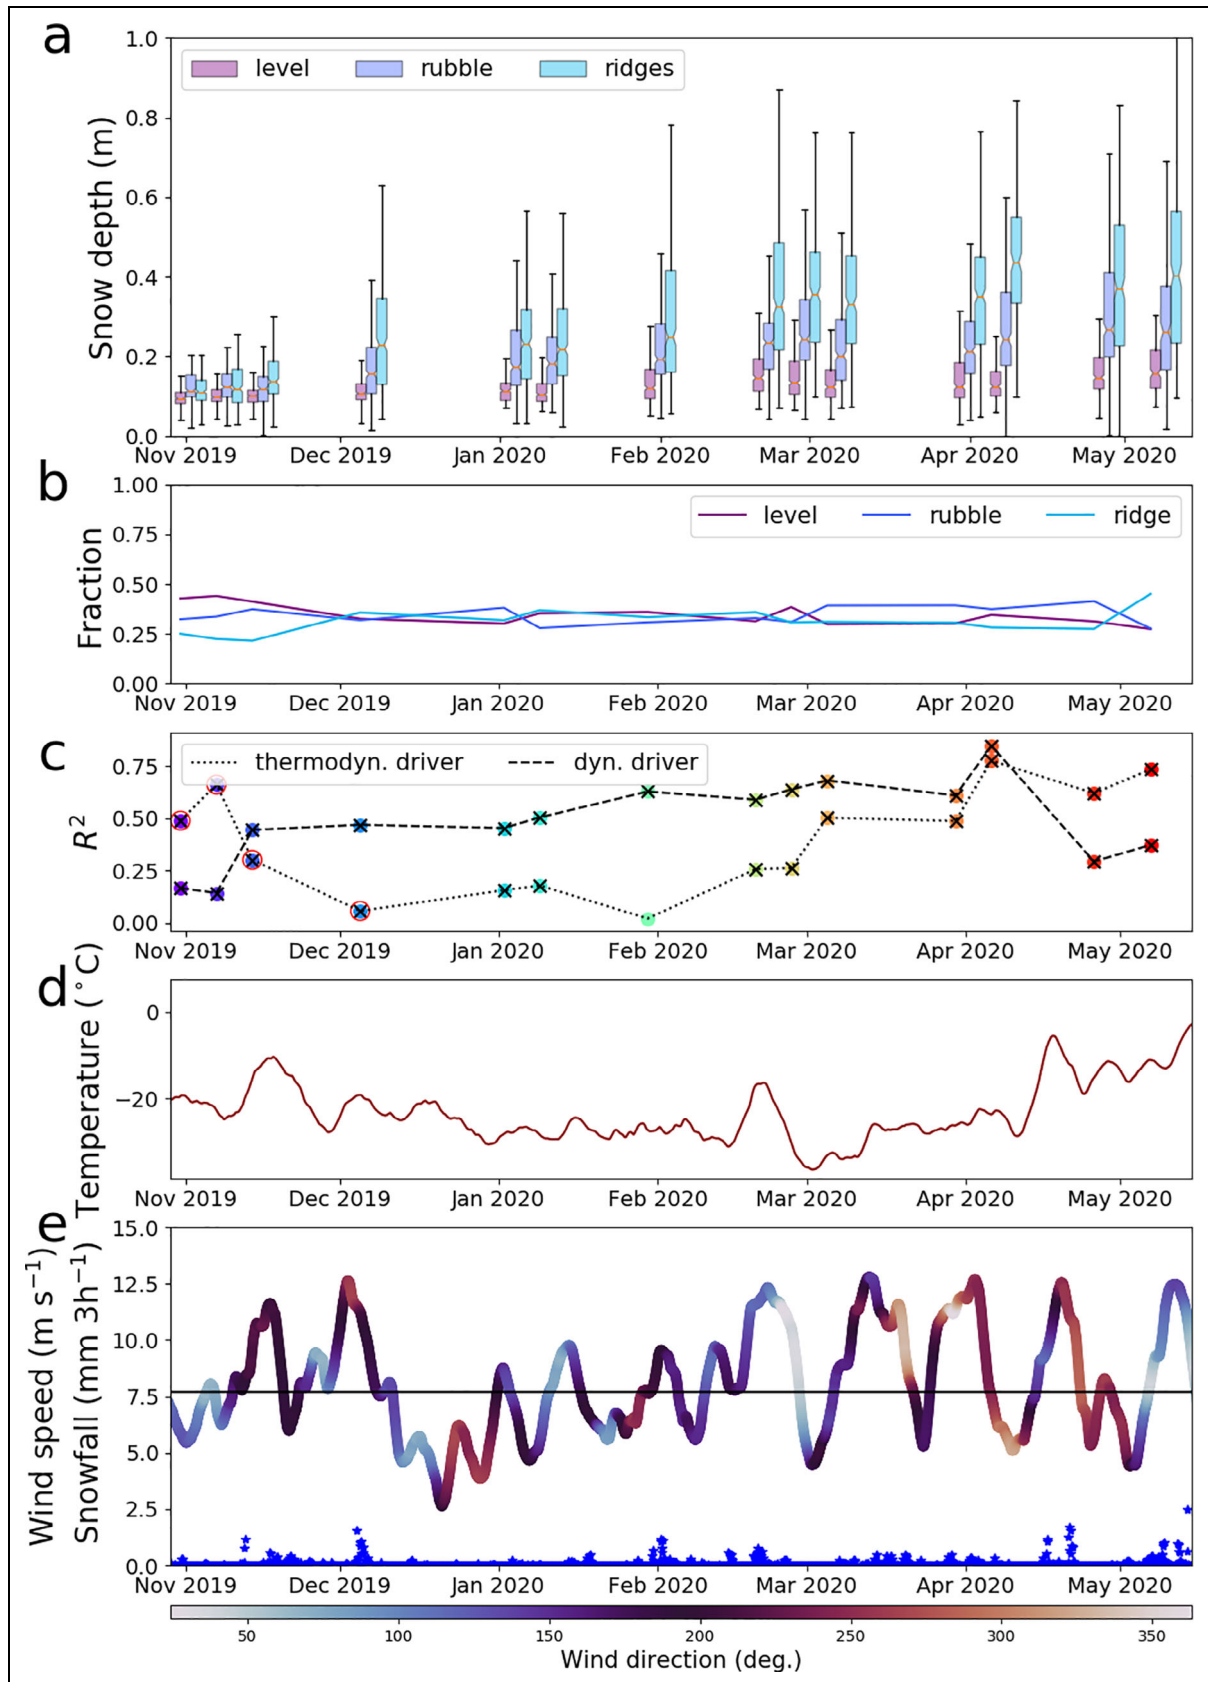 a
Snow depth (m)
level rubble ridges
1.0
0.8
0.6
0.4
0.2
0.0
Nov 2019 Dec 2019 Jan 2020 Feb 2020 Mar 2020 Apr 2020 May 2020
b
Fraction
level rubble ridge
1.00
0.75
0.50
0.25
0.00
Nov 2019 Dec 2019 Jan 2020 Feb 2020 Mar 2020 Apr 2020 May 2020
c
R²
thermodyn. driver dyn. driver
0.75
0.50
0.25
0.00
Nov 2019 Dec 2019 Jan 2020 Feb 2020 Mar 2020 Apr 2020 May 2020
d
Temperature (°C)
0
−20
Nov 2019 Dec 2019 Jan 2020 Feb 2020 Mar 2020 Apr 2020 May 2020
e
Wind speed (m s⁻¹)
Snowfall (mm 3h⁻¹)
15.0
12.5
10.0
7.5
5.0
2.5
0.0
Nov 2019 Dec 2019 Jan 2020 Feb 2020 Mar 2020 Apr 2020 May 2020
50 100 150 200 250 300 350
Wind direction (deg.)